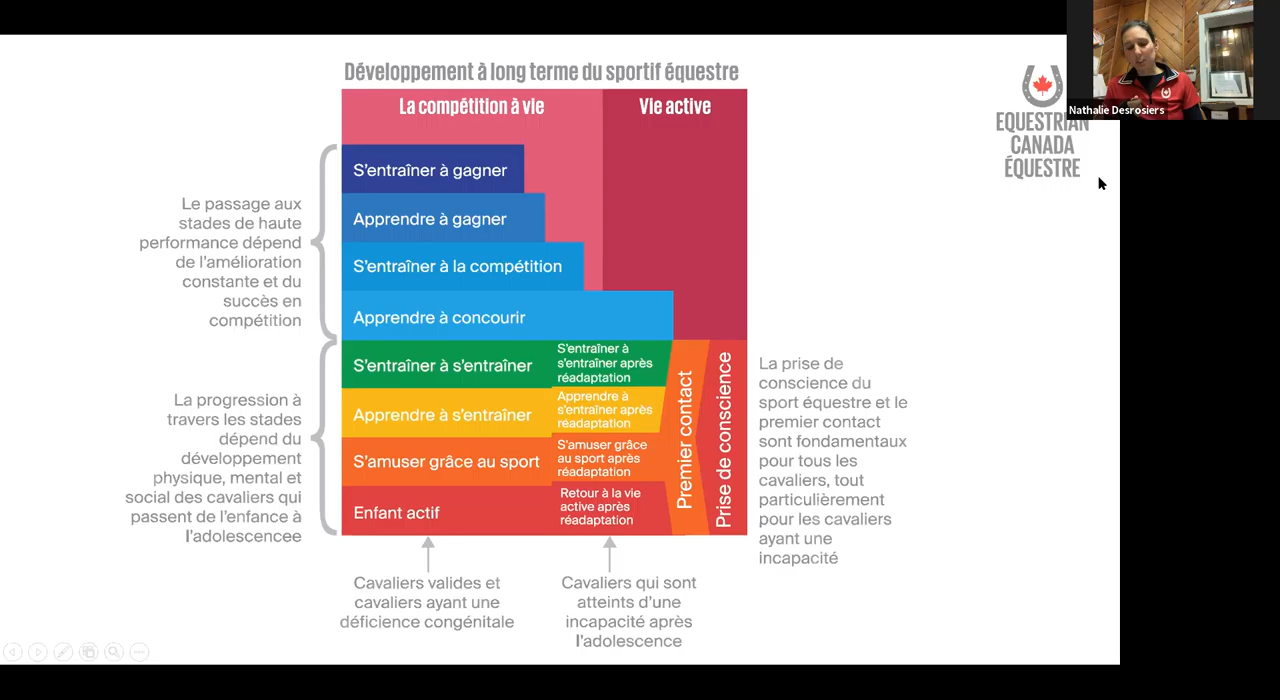 Développement à long terme du sportif équestre
La compétition à vie
Vie active
S'entraîner à gagner
Apprendre à gagner
S'entraîner à la compétition
Apprendre à concourir
S'entraîner à s'entraîner
S'entraîner à
s'entraîner après
réadaptation
Apprendre à s'entraîner
Apprendre à
s'entraîner après
réadaptation
S'amuser grâce au sport
S'amuser grâce
au sport après
réadaptation
Enfant actif
Retour à la vie
active après
réadaptation
Premier contact
Prise de conscience
Le passage aux
stades de haute
performance dépend
de l'amélioration
constante et du
succès en
compétition
La progression à
travers les stades
dépend du
développement
physique, mental et
social des cavaliers qui
passent de l'enfance à
l'adolescencee
La prise de
conscience du
sport équestre et le
premier contact
sont fondamentaux
pour tous les
cavaliers, tout
particulièrement
pour les cavaliers
ayant une
incapacité
Cavaliers valides et
cavaliers ayant une
déficience congénitale
Cavaliers qui sont
atteints d'une
incapacité après
l'adolescence
Nathalie Desrosiers
EQUESTRIAN
CANADA
ÉQUESTRE